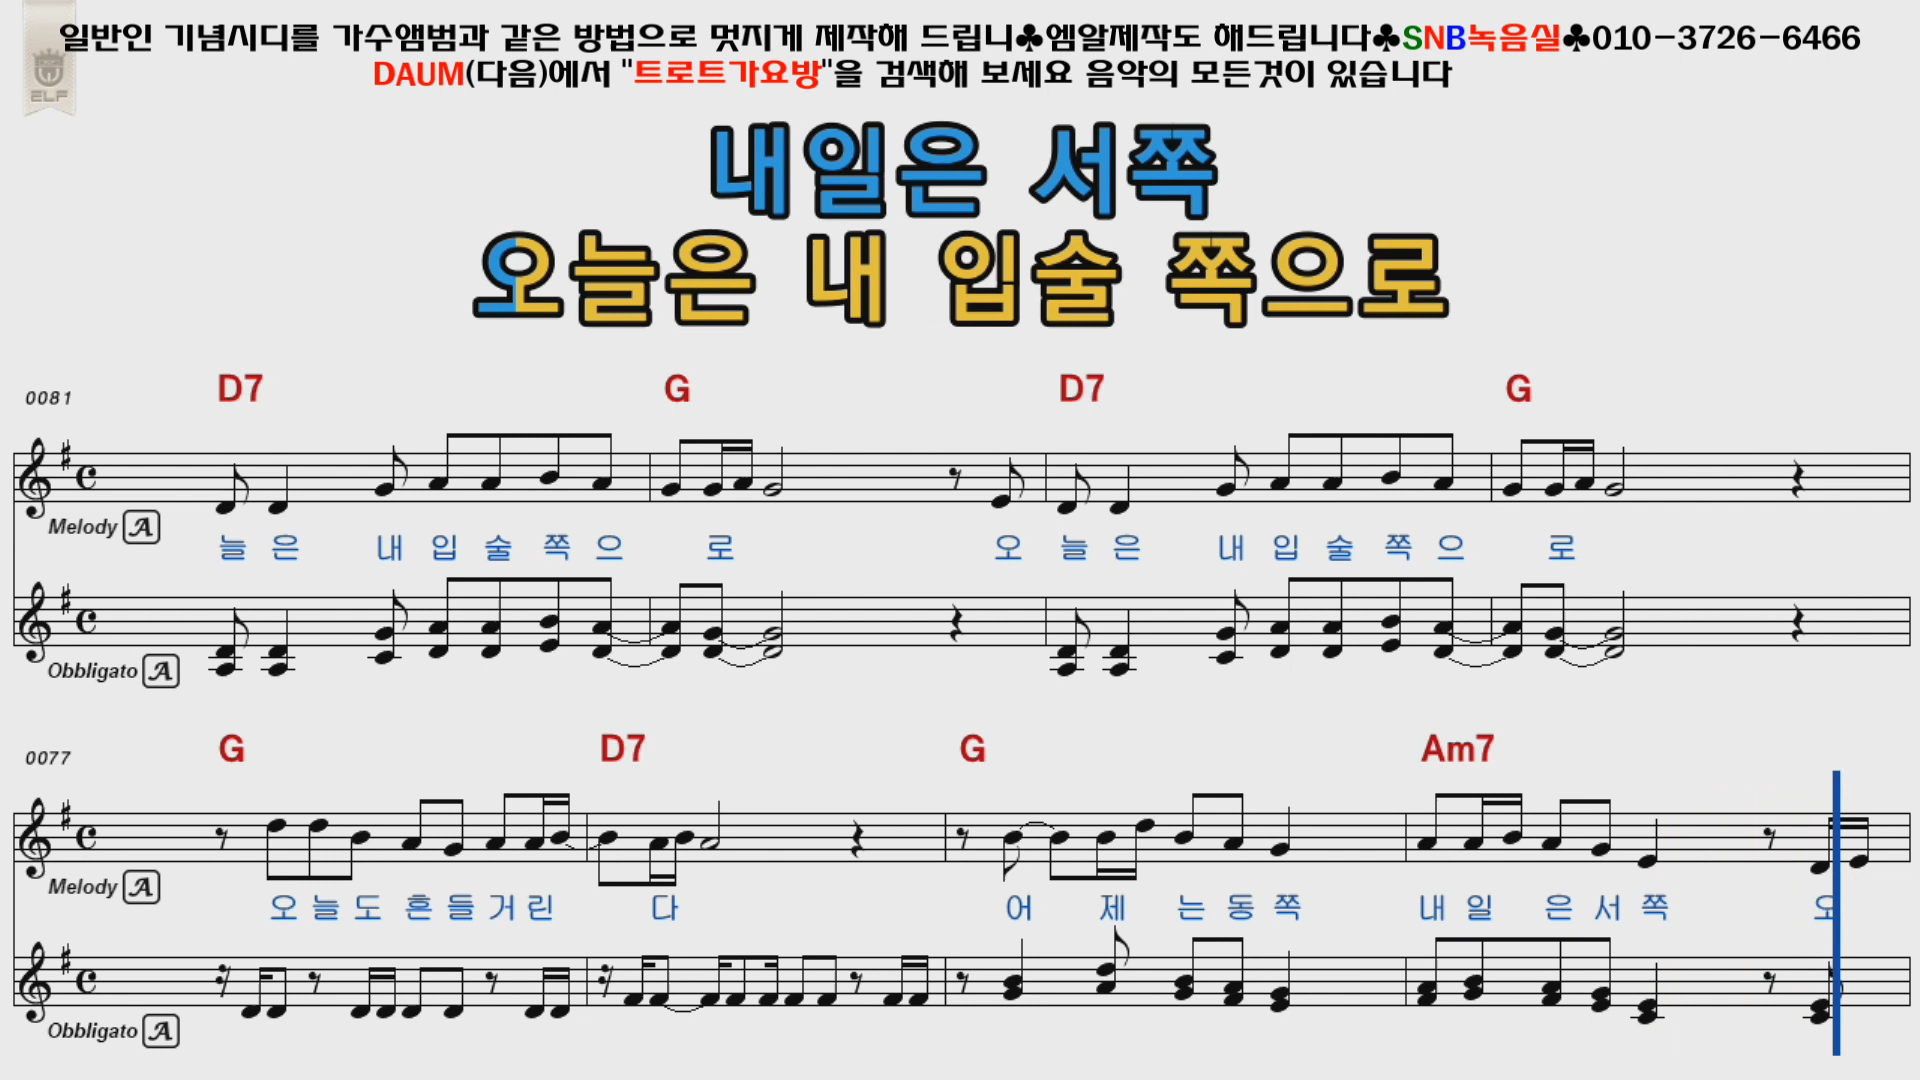 일반인 기념시디를 가수앨범과 같은 방법으로 멋지게 제작해 드립니♣엠알제작도 해드립니다♣SNB녹음실♣010-3726-6466
DAUM(다음)에서 "트로트가요방"을 검색해 보세요 음악의 모든것이 있습니다
ELF
내일은 서쪽
오늘은 내 입술 쪽으로
0081 D7 G D7 G
Melody A
늘 은 내 입 술 쪽 으 로 오 늘 은 내 입 술 쪽 으 로
Obbligato A
0077 G D7 G Am7
Melody A
오 늘 도 흔 들 거 린 다 어 제 는 동 쪽 내 일 은 서 쪽 오
Obbligato A